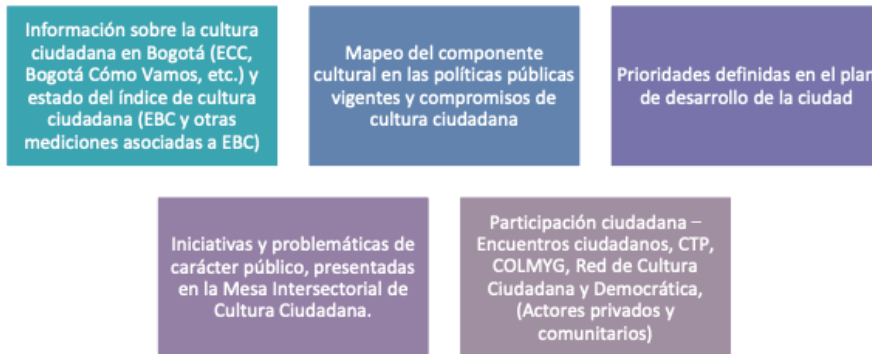 Información sobre la cultura
ciudadana en Bogotá (ECC,
Bogotá Cómo Vamos, etc.) y
estado del índice de cultura
ciudadana (EBC y otras
mediciones asociadas a EBC)
Mapeo del componente
cultural en las políticas públicas
vigentes y compromisos de
cultura ciudadana
Prioridades definidas en el plan
de desarrollo de la ciudad
Iniciativas y problemáticas de
carácter público, presentadas
en la Mesa Intersectorial de
Cultura Ciudadana.
Participación ciudadana –
Encuentros ciudadanos, CTP,
COLMYG, Red de Cultura
Ciudadana y Democrática,
(Actores privados y
comunitarios)